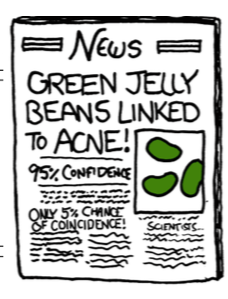 News
GREEN JELLY
BEANS LINKED
TO ACNE!
95% CONFIDENCE
ONLY 5% CHANCE
OF COINCIDENCE!
SCIENTISTS...